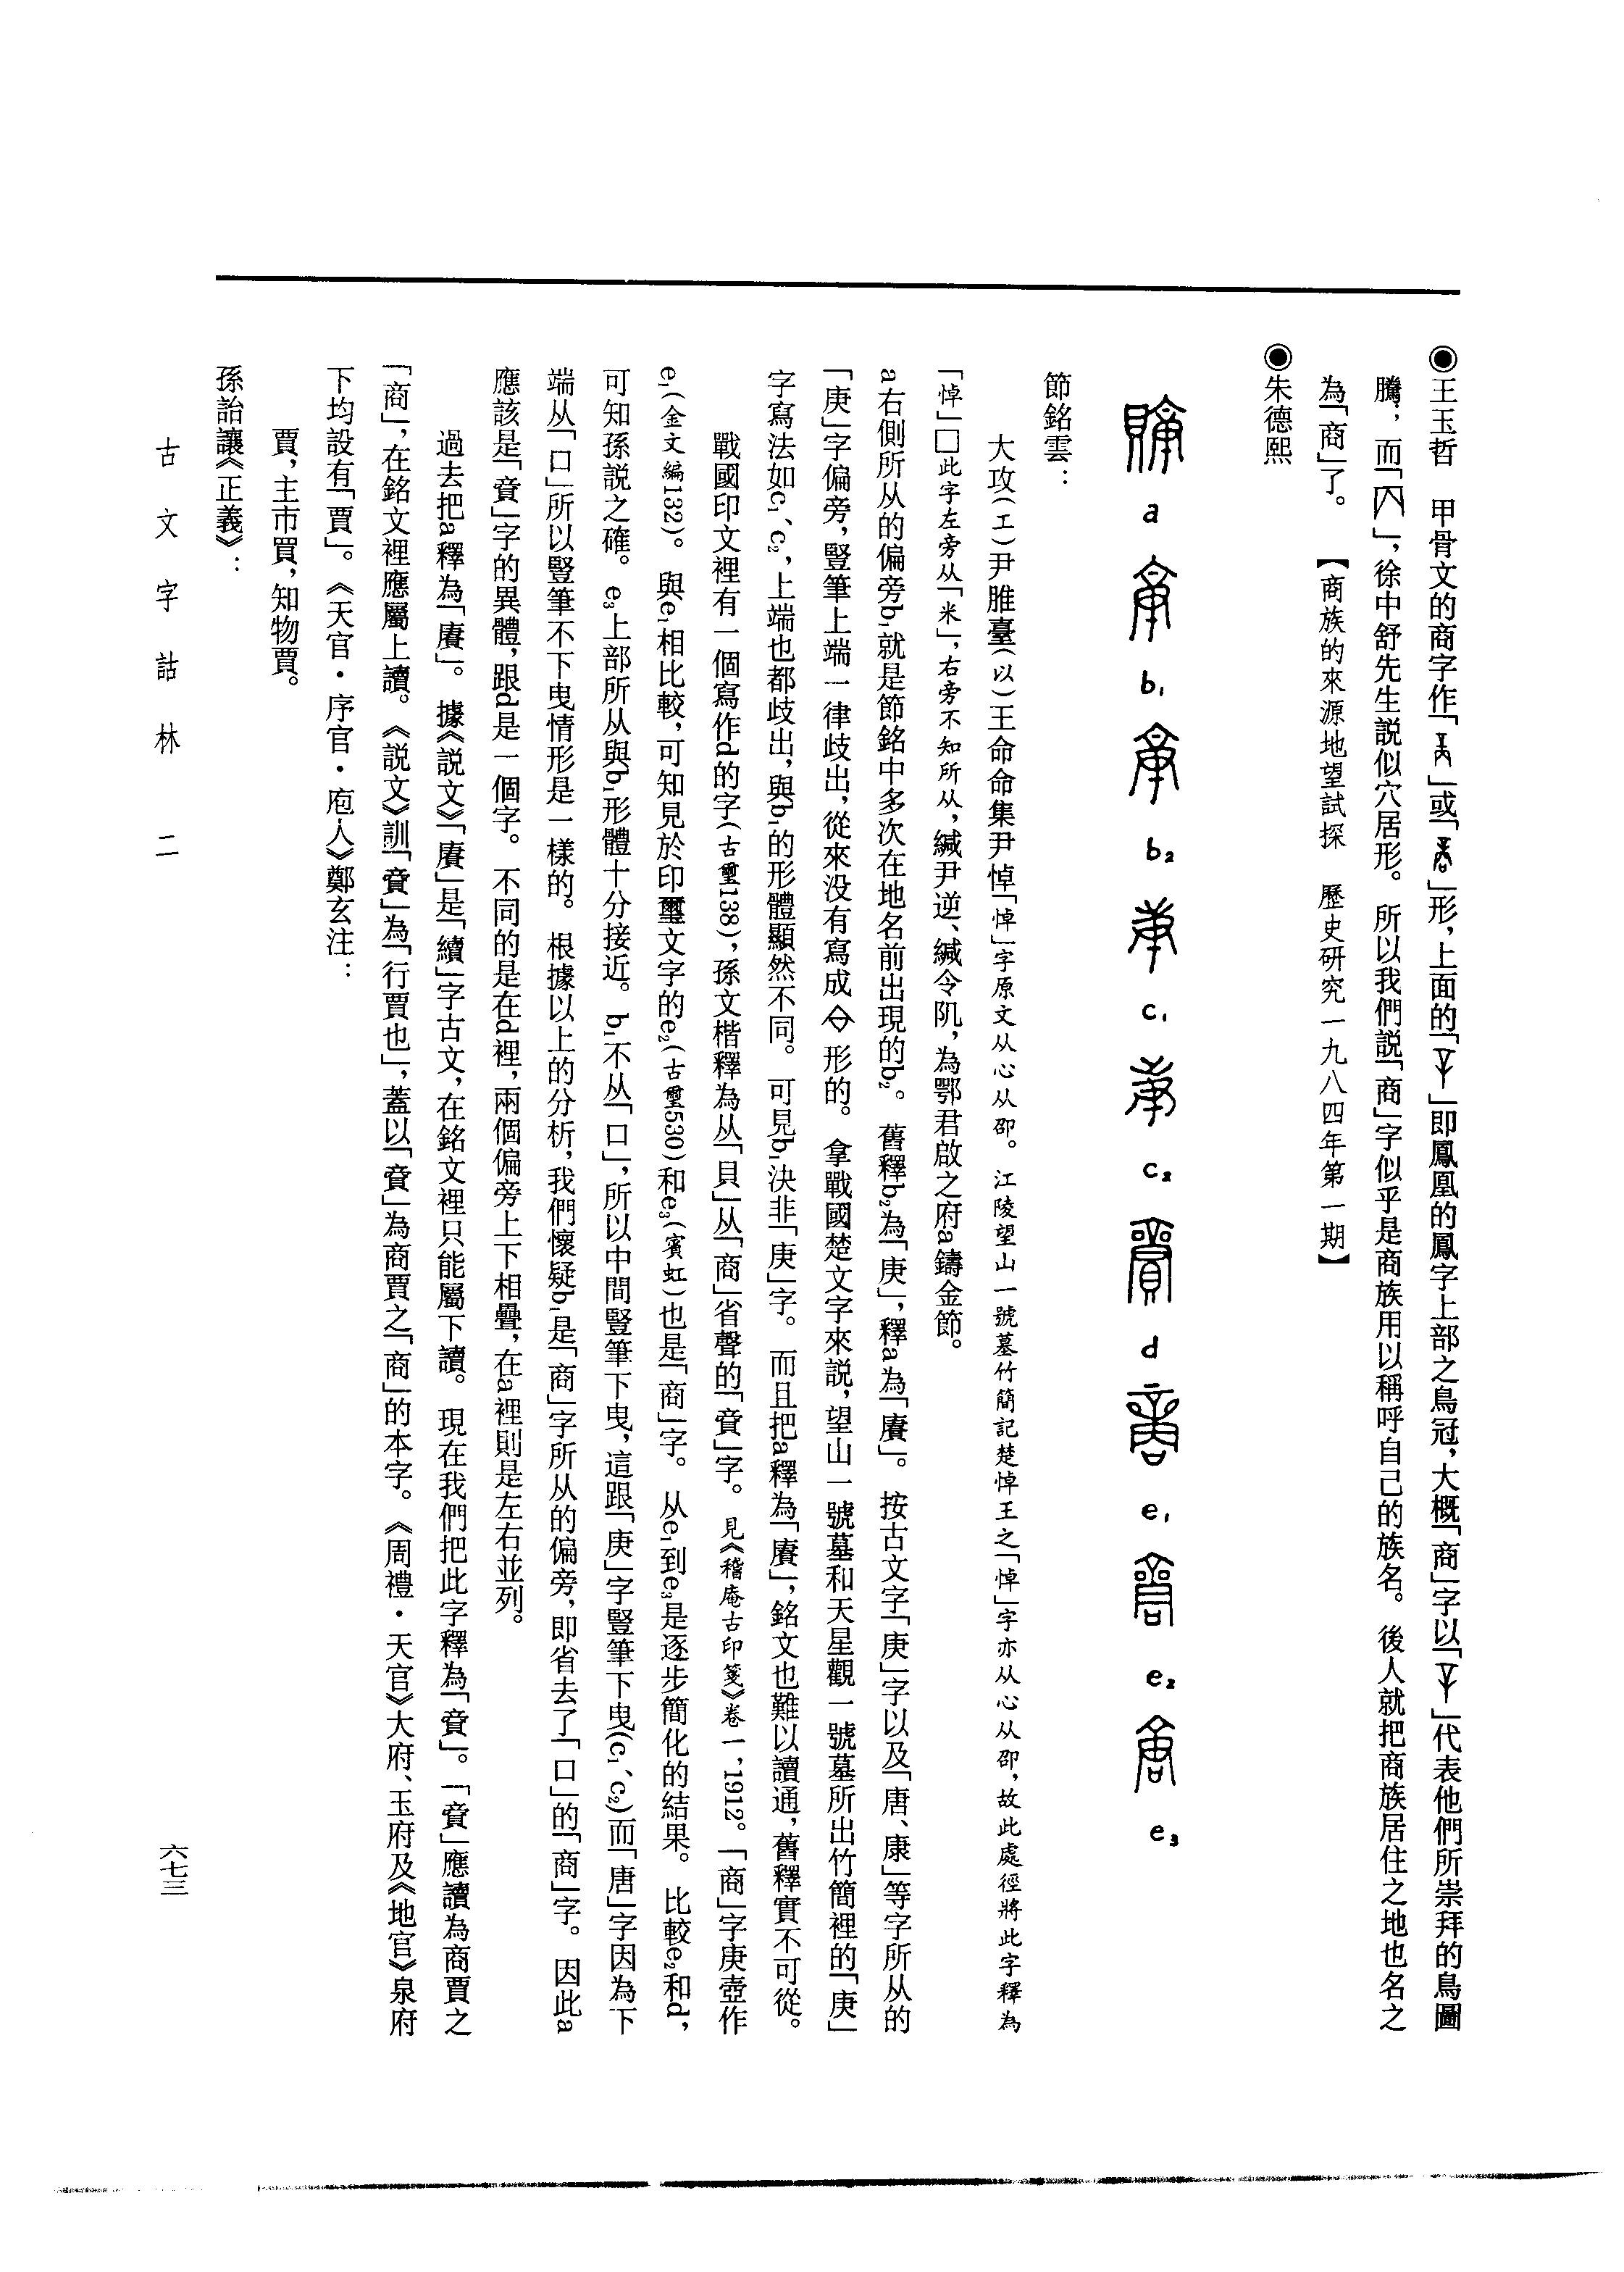 ◉王玉哲　甲骨文的商字作「」或「」形，上面的「」即鳳凰的鳳字上部之鳥冠，大概「商」字以「」代表他們所崇拜的鳥圖
騰；而「」，徐中舒先生説似穴居形。所以我們説「商」字似乎是商族用以稱呼自己的族名。後人就把商族居住之地也名之
為「商」了。　【商族的來源地望試探　歷史研究一九八四年第一期】
◉朱德熙
a b₁ b₂ c₁ c₂ d e₁ e₂ e₃
節銘雲：
大攻（工）尹脽臺（以）王命命集尹悼「悼」字原文从心从卲。江陵望山一號墓竹簡記楚悼王之「悼」字亦从心从卲，故此處徑將此字釋為
「悼」□此字左旁从「米」，右旁不知所从，緘尹逆、緘令阢，為鄂君啟之府a鑄金節。
a右側所从的偏旁b₁就是節銘中多次在地名前出現的b₂。舊釋b₂為「庚」，釋a為「賡」。按古文字「庚」字以及「唐、康」等字所从的
「庚」字偏旁，豎筆上端一律歧出，從來没有寫成形的。拿戰國楚文字來説，望山一號墓和天星觀一號墓所出竹簡裡的「庚」
字寫法如c₁、c₂，上端也都歧出，與b₁的形體顯然不同。可見b₁決非「庚」字。而且把a釋為「賡」，銘文也難以讀通，舊釋實不可從。
戰國印文裡有一個寫作d的字（古璽138），孫文楷釋為从「貝」从「商」省聲的「賷」字。見《稽庵古印箋》卷一，1912。「商」字庚壺作
e₁（金文編132）。與e₁相比較，可知見於印璽文字的e₂（古璽530）和e₃（賓虹）也是「商」字。从e₁到e₃是逐步簡化的結果。比較e₂和d，
可知孫説之確。e₃上部所从與b₁形體十分接近。b₁不从「口」，所以中間豎筆下曳，這跟「庚」字豎筆下曳（c₁、c₂）而「唐」字因為下
端从「口」所以豎筆不下曳情形是一樣的。根據以上的分析，我們懷疑b₁是「商」字所从的偏旁，即省去了「口」的「商」字。因此a
應該是「賷」字的異體，跟d是一個字。不同的是在d裡，兩個偏旁上下相疊，在a裡則是左右並列。
過去把a釋為「賡」。據《説文》「賡」是「續」字古文，在銘文裡只能屬下讀。現在我們把此字釋為「賷」。「賷」應讀為商賈之
「商」，在銘文裡應屬上讀。《説文》訓「賷」為「行賈也」，蓋以「賷」為商賈之「商」的本字。《周禮・天官》大府、玉府及《地官》泉府
下均設有「賈」。《天官・序官・庖人》鄭玄注：
賈，主市買，知物賈。
孫詒讓《正義》：
古文字詁林　二
六七三